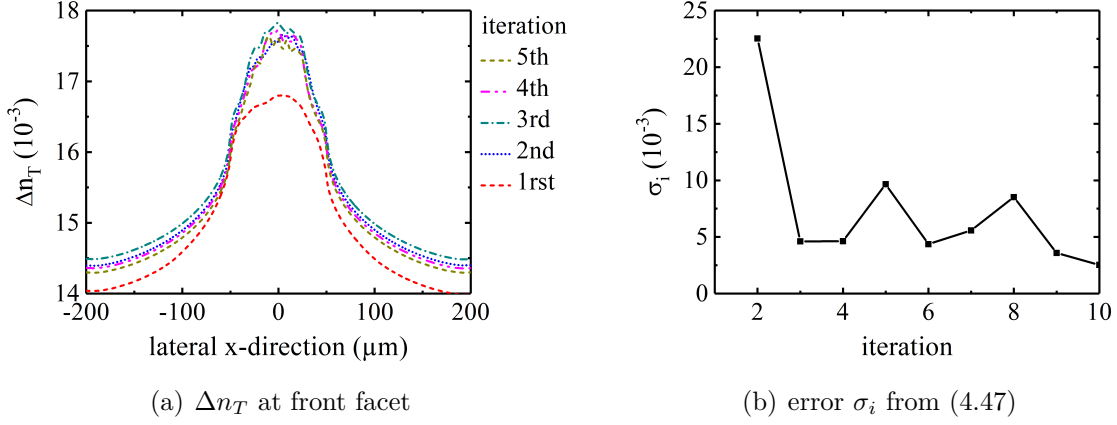 18
17
16
15
14
Δn_T (10⁻³)
-200
-100
0
100
200
lateral x-direction (µm)
iteration
5th
4th
3rd
2nd
1rst
(a) Δn_T at front facet
25
20
15
10
5
0
σ_i (10⁻³)
2
4
6
8
10
iteration
(b) error σ_i from (4.47)